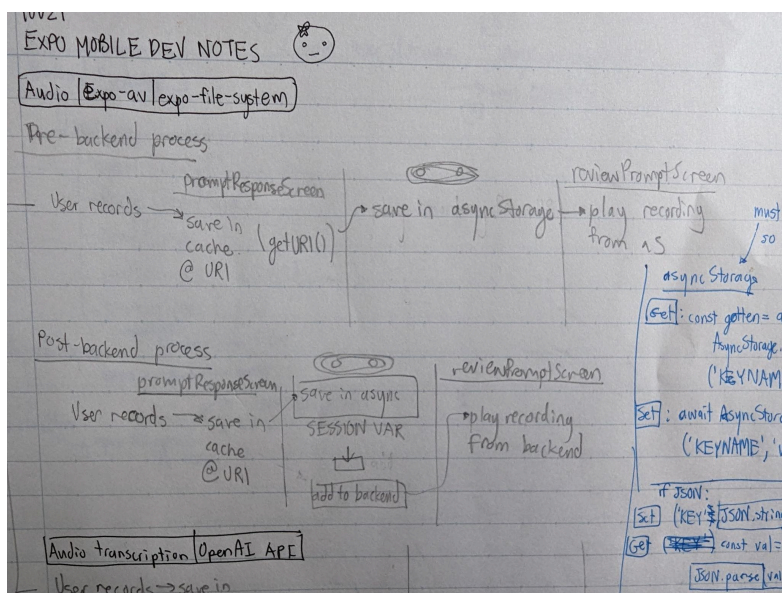 EXPO MOBILE DEV NOTES
Audio | Expo-av | expo-file-system
Pre-backend process
promptResponseScreen
reviewPromptScreen
User records → save in cache @ URI (getURI()) → save in asyncStorage → play recording from AS
must
so
asyncStorage
Get: const gotten = a
AsyncStorage.
('KEYNAM
Set: await AsyncStora
('KEYNAME', 'v
if JSON:
Set ('KEY', JSON.strin
Get const val =
JSON.parse(val
Post-backend process
promptResponseScreen
reviewPromptScreen
User records → save in cache @ URI
save in async
SESSION VAR
add to backend
play recording from backend
Audio transcription | OpenAI API
User records → save in